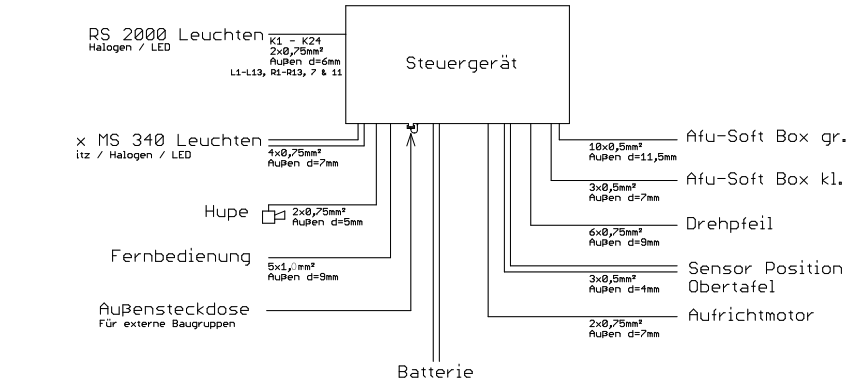 RS 2000 Leuchten
Halogen / LED
K1 - K24
2x0,75mm²
Außen d=6mm
L1-L13, R1-R13, 7 & 11
Steuergerät
x MS 340 Leuchten
itz / Halogen / LED
4x0,75mm²
Außen d=7mm
Hupe
2x0,75mm²
Außen d=5mm
Fernbedienung
5x1,0mm²
Außen d=9mm
Außensteckdose
Für externe Baugruppen
Batterie
Afu-Soft Box gr.
10x0,5mm²
Außen d=11,5mm
Afu-Soft Box kl.
3x0,5mm²
Außen d=7mm
Drehpfeil
6x0,75mm²
Außen d=9mm
Sensor Position
Obertafel
3x0,5mm²
Außen d=4mm
Aufrichtmotor
2x0,75mm²
Außen d=7mm